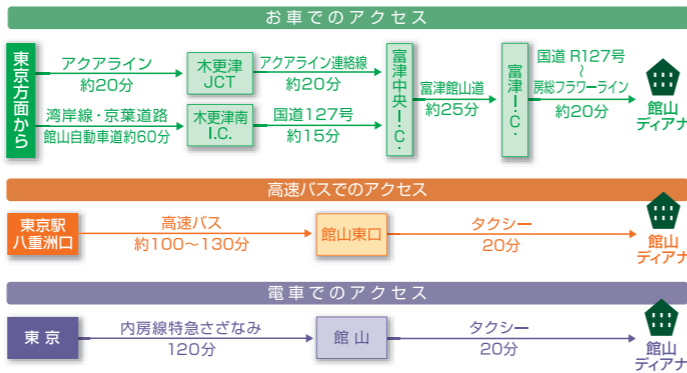 お車でのアクセス
東京方面から
アクアライン
約20分
木更津
JCT
アクアライン連絡線
約20分
湾岸線・京葉道路
館山自動車道約60分
木更津南
I.C.
国道127号
約15分
富津中央I・C・
富津館山道
約25分
富津I・C・
国道 R127号
～
房総フラワーライン
約20分
館山
ディアナ
高速バスでのアクセス
東京駅
八重洲口
高速バス
約100～130分
館山東口
タクシー
20分
館山
ディアナ
電車でのアクセス
東京
内房線特急さざなみ
120分
館山
タクシー
20分
館山
ディアナ